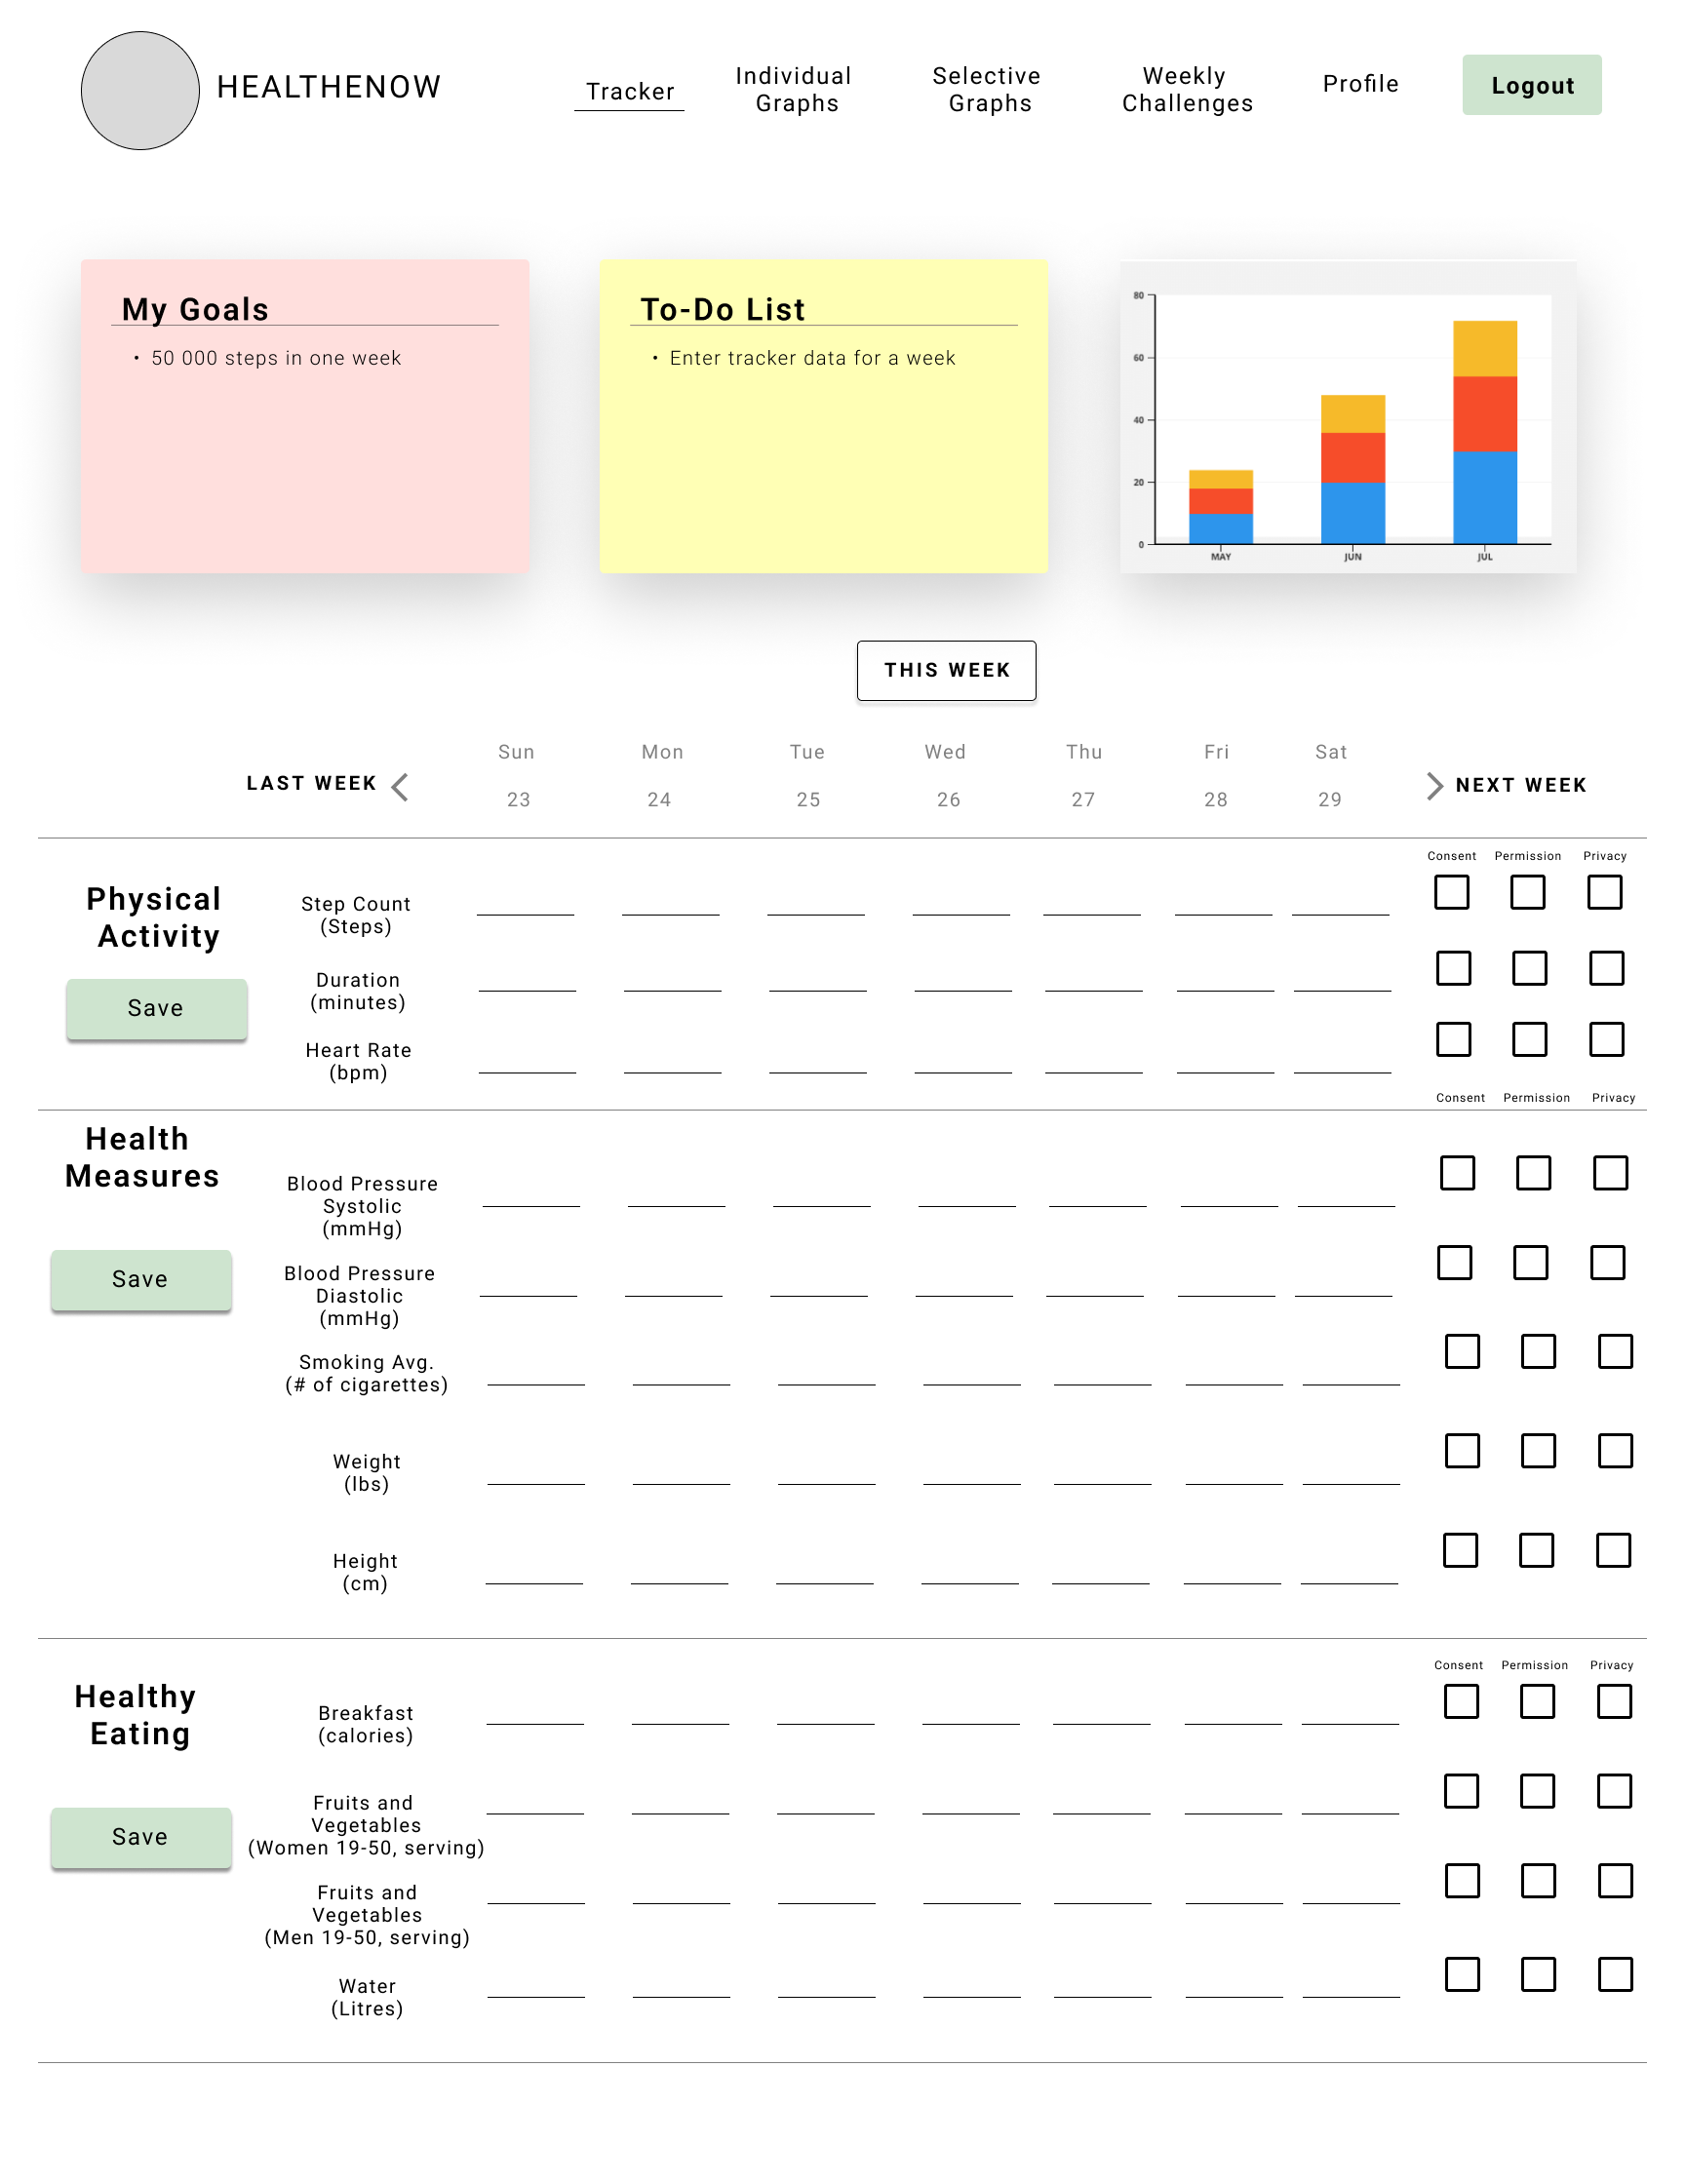 HEALTHENOW
Tracker
Individual
Graphs
Selective
Graphs
Weekly
Challenges
Profile
Logout
My Goals
• 50 000 steps in one week
To-Do List
• Enter tracker data for a week
80
60
40
20
0
MAY JUN JUL
THIS WEEK
LAST WEEK
Sun Mon Tue Wed Thu Fri Sat
23 24 25 26 27 28 29
NEXT WEEK
Consent Permission Privacy
Physical
Activity
Save
Step Count
(Steps)
Duration
(minutes)
Heart Rate
(bpm)
Consent Permission Privacy
Health
Measures
Save
Blood Pressure
Systolic
(mmHg)
Blood Pressure
Diastolic
(mmHg)
Smoking Avg.
(# of cigarettes)
Weight
(lbs)
Height
(cm)
Consent Permission Privacy
Healthy
Eating
Save
Breakfast
(calories)
Fruits and
Vegetables
(Women 19-50, serving)
Fruits and
Vegetables
(Men 19-50, serving)
Water
(Litres)